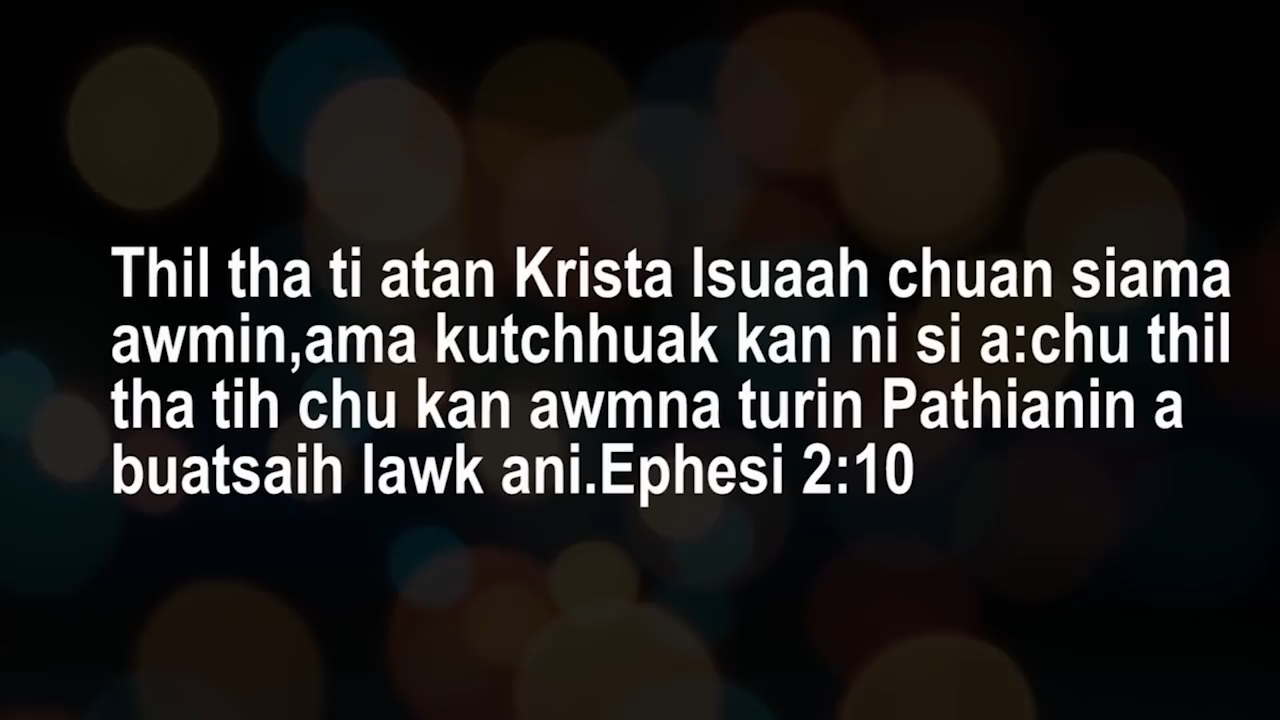 Thil tha ti atan Krista Isuaah chuan siama
awmin,ama kutchhuak kan ni si a:chu thil
tha tih chu kan awmna turin Pathianin a
buatsaih lawk ani.Ephesi 2:10